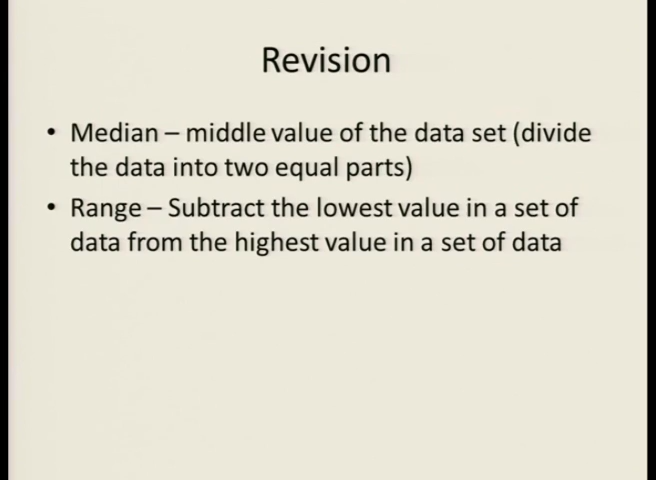 Revision
• Median – middle value of the data set (divide
the data into two equal parts)
• Range – Subtract the lowest value in a set of
data from the highest value in a set of data